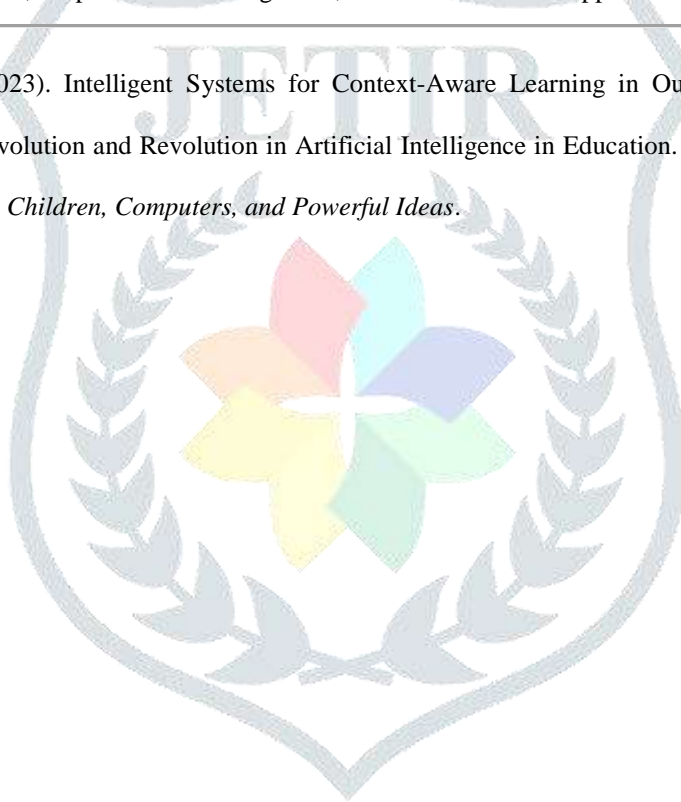 JETIR
023). Intelligent Systems for Context-Aware Learning in Ou
volution and Revolution in Artificial Intelligence in Education.
Children, Computers, and Powerful Ideas.